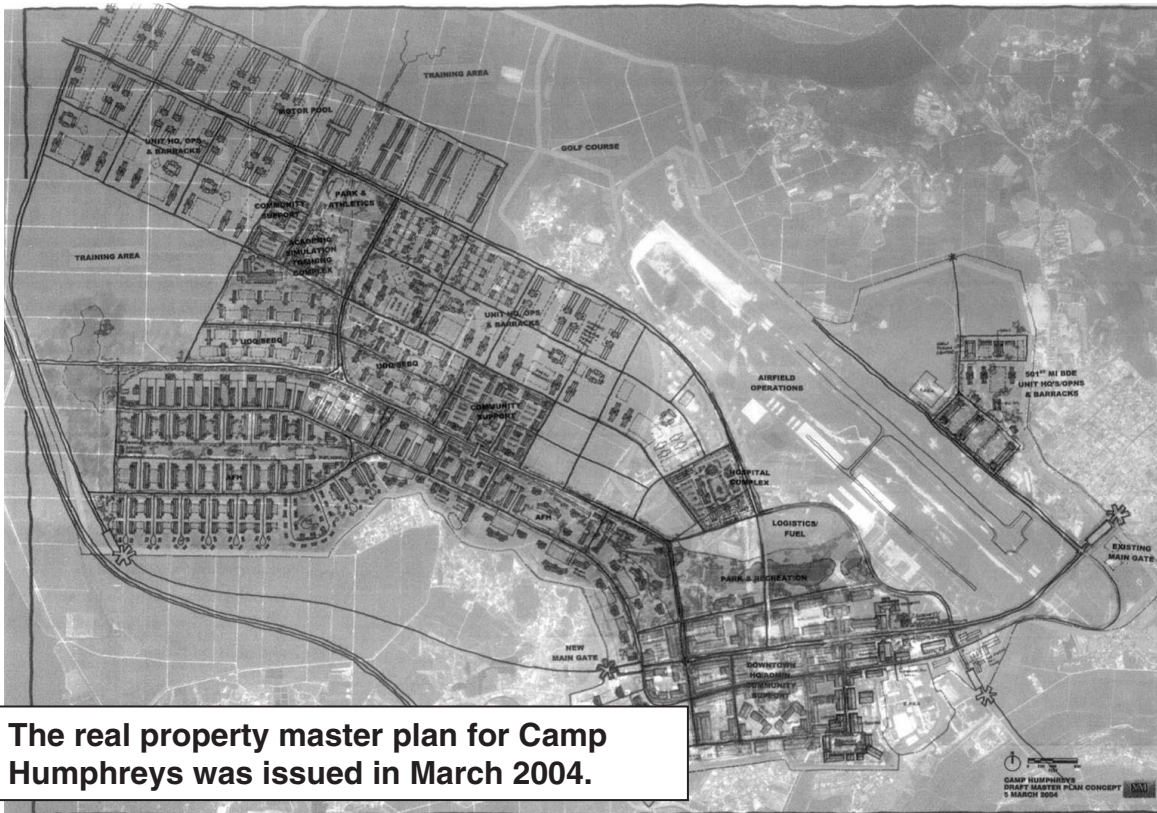 TRAINING AREA
MOTOR POOL
GOLF COURSE
UNIT HQ, OPS
& BARRACKS
PARK &
ATHLETICS
COMMUNITY
SUPPORT
ACADEMIC
SIMULATION
TRAINING
COMPLEX
TRAINING AREA
UNIT HQ, OPS
& BARRACKS
UOQ/SEBQ
UOQ/SEBQ
AIRFIELD
OPERATIONS
501ST MI BDE
UNIT HQ'S/OPNS
& BARRACKS
COMMUNITY
SUPPORT
AFH
HOSPITAL
COMPLEX
AFH
LOGISTICS/
FUEL
EXISTING
MAIN GATE
PARK & RECREATION
NEW
MAIN GATE
DOWNTOWN
HQ/ADMIN
COMMUNITY
SUPPORT
The real property master plan for Camp
Humphreys was issued in March 2004.
CAMP HUMPHREYS
DRAFT MASTER PLAN CONCEPT
5 MARCH 2004